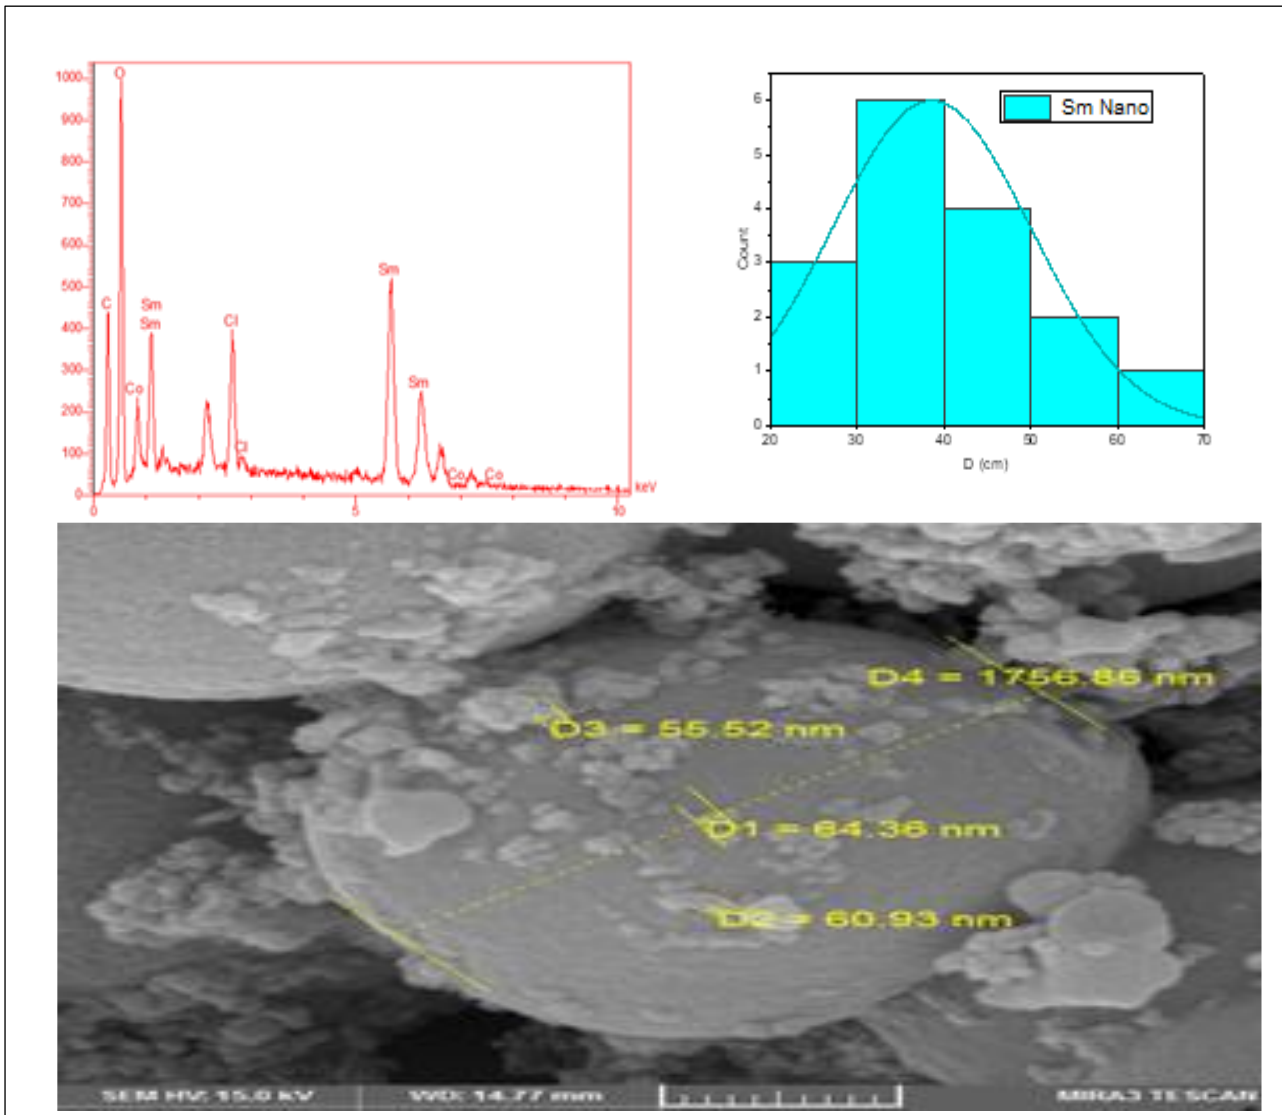 1000
900
800
700
600
500
400
300
200
100
0
O
C
Co
Sm
Sm
Cl
Cl
Sm
Sm
Co
Co
keV
0
5
10
6
5
4
3
2
1
0
Count
Sm Nano
20
30
40
50
60
70
D (cm)
D4 = 1756.86 nm
D3 = 55.52 nm
D1 = 64.36 nm
D2 = 60.93 nm
SEM HV: 15.0 kV
WD: 14.77 mm
MIRA3 TESCAN